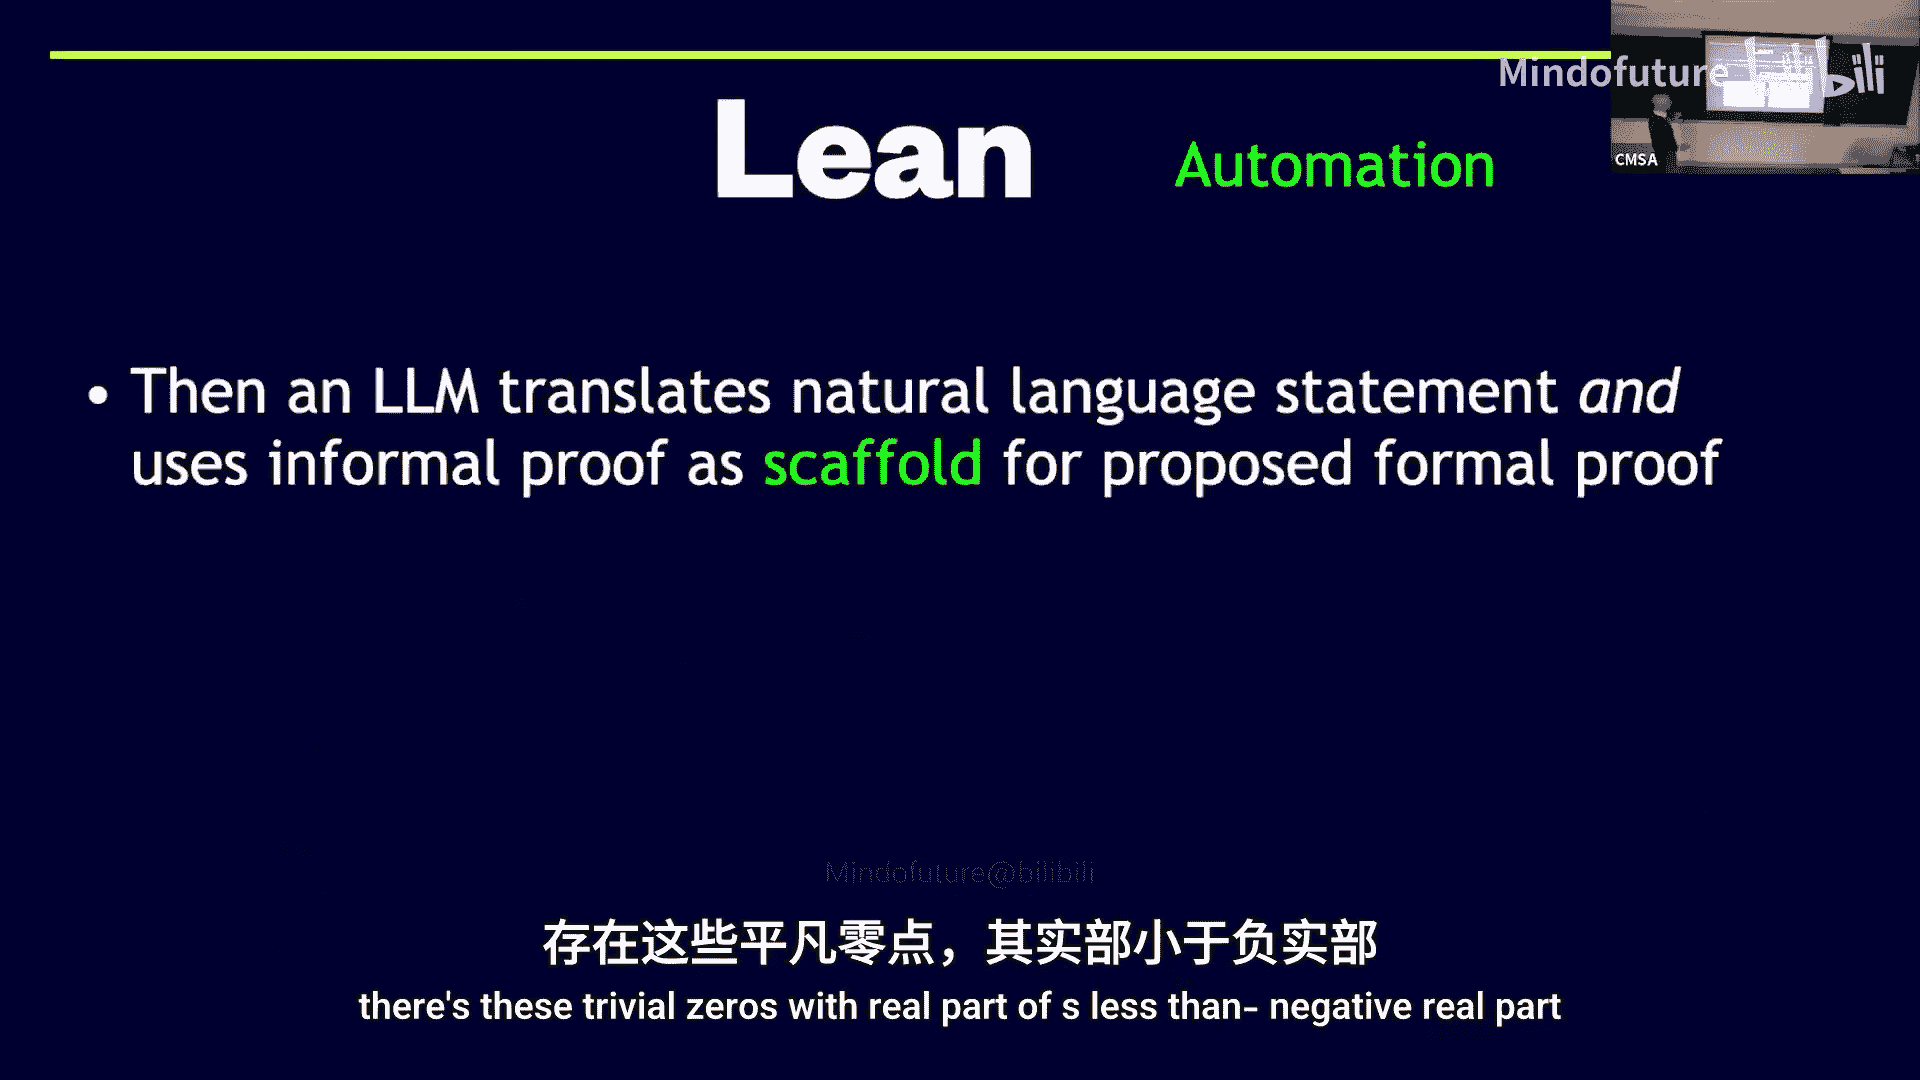 Mindofuture bilibili
CMSA
Lean
Automation
• Then an LLM translates natural language statement and
uses informal proof as scaffold for proposed formal proof
Mindofuture@bilibili
存在这些平凡零点，其实部小于负实部
there's these trivial zeros with real part of s less than– negative real part